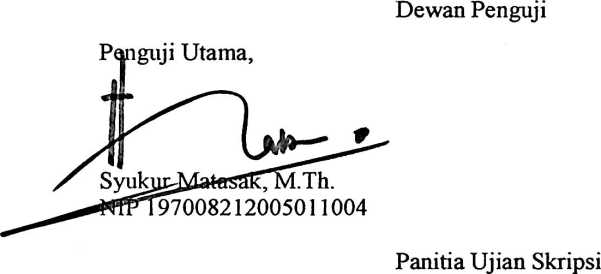 Dewan Penguji
Penguji Utama,
Syukur Matasak, M.Th.
NIP 197008212005011004
Panitia Ujian Skripsi